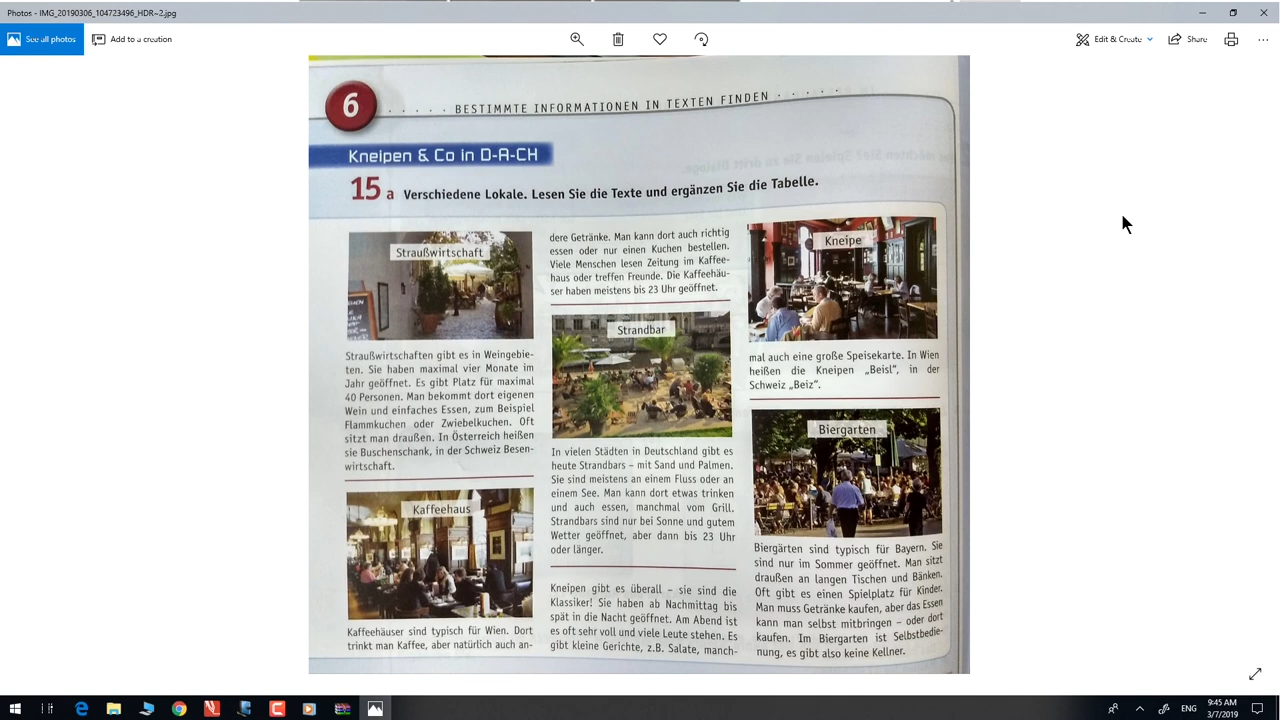 Photos - IMG_20190306_104723496_HDR~2.jpg
See all photos
Add to a creation
Edit & Create
Share
6
BESTIMMTE INFORMATIONEN IN TEXTEN FINDEN
Kneipen & Co in D-A-CH
15 a Verschiedene Lokale. Lesen Sie die Texte und ergänzen Sie die Tabelle.
Straußwirtschaft
Straußwirtschaften gibt es in Weingebie-
ten. Sie haben maximal vier Monate im
Jahr geöffnet. Es gibt Platz für maximal
40 Personen. Man bekommt dort eigenen
Wein und einfaches Essen, zum Beispiel
Flammkuchen oder Zwiebelkuchen. Oft
sitzt man draußen. In Österreich heißen
sie Buschenschank, in der Schweiz Besen-
wirtschaft.
Kaffeehaus
Kaffeehäuser sind typisch für Wien. Dort
trinkt man Kaffee, aber natürlich auch an-
dere Getränke. Man kann dort auch richtig
essen oder nur einen Kuchen bestellen.
Viele Menschen lesen Zeitung im Kaffee-
haus oder treffen Freunde. Die Kaffeehäu-
ser haben meistens bis 23 Uhr geöffnet.
Strandbar
In vielen Städten in Deutschland gibt es
heute Strandbars – mit Sand und Palmen.
Sie sind meistens an einem Fluss oder an
einem See. Man kann dort etwas trinken
und auch essen, manchmal vom Grill.
Strandbars sind nur bei Sonne und gutem
Wetter geöffnet, aber dann bis 23 Uhr
oder länger.
Kneipen gibt es überall – sie sind die
Klassiker! Sie haben ab Nachmittag bis
spät in die Nacht geöffnet. Am Abend ist
es oft sehr voll und viele Leute stehen. Es
gibt kleine Gerichte, z.B. Salate, manch-
Kneipe
mal auch eine große Speisekarte. In Wien
heißen die Kneipen „Beisl“, in der
Schweiz „Beiz“.
Biergarten
Biergärten sind typisch für Bayern. Sie
sind nur im Sommer geöffnet. Man sitzt
draußen an langen Tischen und Bänken.
Oft gibt es einen Spielplatz für Kinder.
Man muss Getränke kaufen, aber das Essen
kann man selbst mitbringen – oder dort
kaufen. Im Biergarten ist Selbstbedie-
nung, es gibt also keine Kellner.
ENG
9:45 AM
3/7/2019